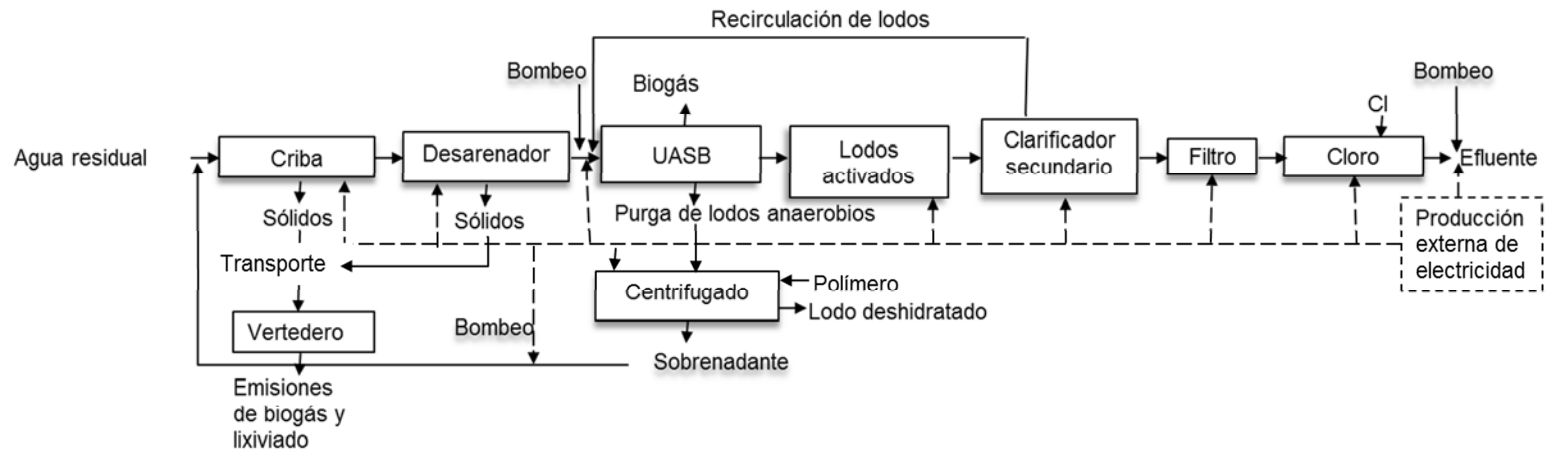 Recirculación de lodos
Bombeo
Biogás
Bombeo
Cl
Agua residual
Criba
Desarenador
UASB
Lodos
activados
Clarificador
secundario
Filtro
Cloro
Efluente
Sólidos
Sólidos
Purga de lodos anaerobios
Producción
externa de
electricidad
Transporte
Centrifugado
Polímero
Lodo deshidratado
Vertedero
Bombeo
Sobrenadante
Emisiones
de biogás y
lixiviado